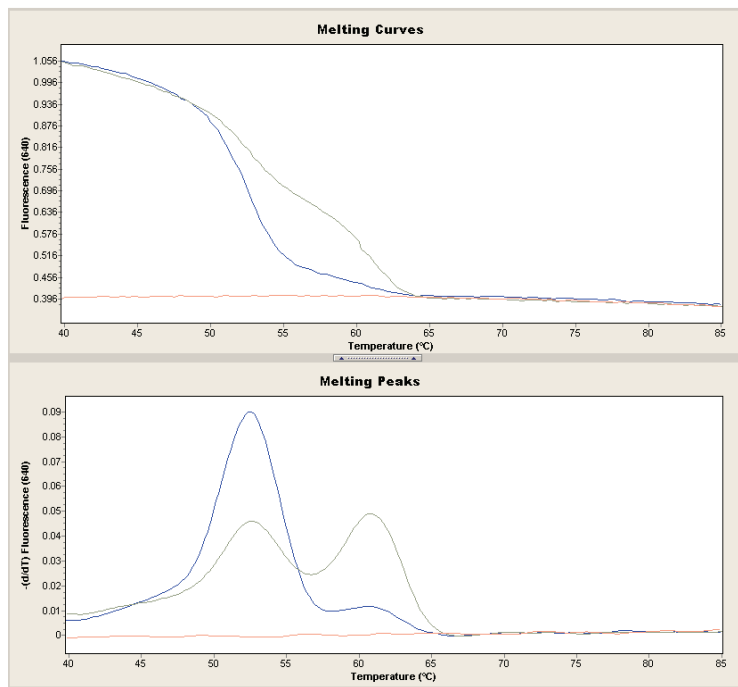 Melting Curves
Fluorescence (640)
1.056
0.996
0.936
0.876
0.816
0.756
0.696
0.636
0.576
0.516
0.456
0.396
40 45 50 55 60 65 70 75 80 85
Temperature (°C)
Melting Peaks
-(d/dT) Fluorescence (640)
0.09
0.08
0.07
0.06
0.05
0.04
0.03
0.02
0.01
0
40 45 50 55 60 65 70 75 80 85
Temperature (°C)